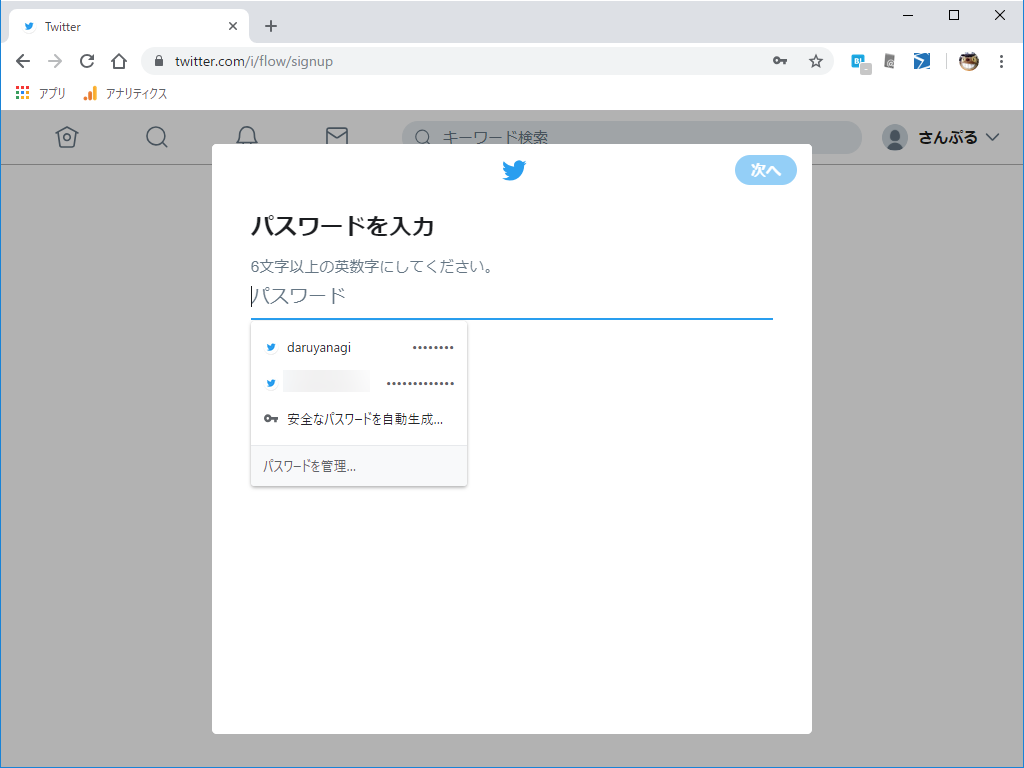 Twitter
twitter.com/i/flow/signup
アプリ
アナリティクス
キーワード検索
さんぷる
次へ
パスワードを入力
6文字以上の英数字にしてください。
パスワード
daruyanagi ••••••••
•••••••••••••
安全なパスワードを自動生成...
パスワードを管理...